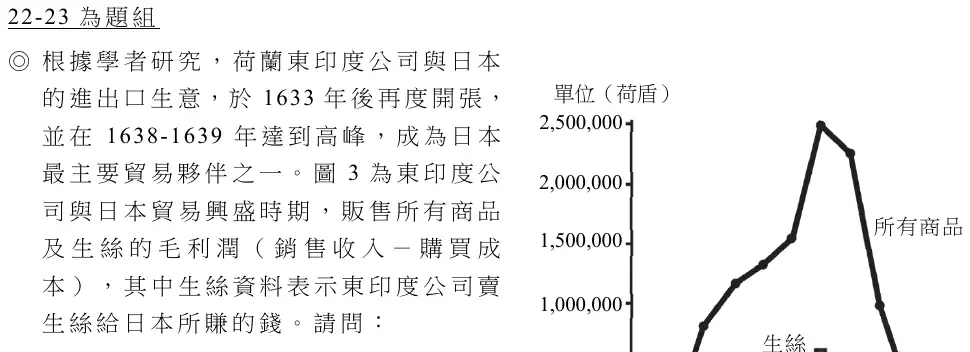 22-23 為題組
◎ 根據學者研究，荷蘭東印度公司與日本
的進出口生意，於 1633 年後再度開張，
並在 1638-1639 年達到高峰，成為日本
最主要貿易夥伴之一。圖 3 為東印度公
司與日本貿易興盛時期，販售所有商品
及生絲的毛利潤（銷售收入－購買成
本），其中生絲資料表示東印度公司賣
生絲給日本所賺的錢。請問：
單位（荷盾）
2,500,000
2,000,000
1,500,000
1,000,000
所有商品
生絲